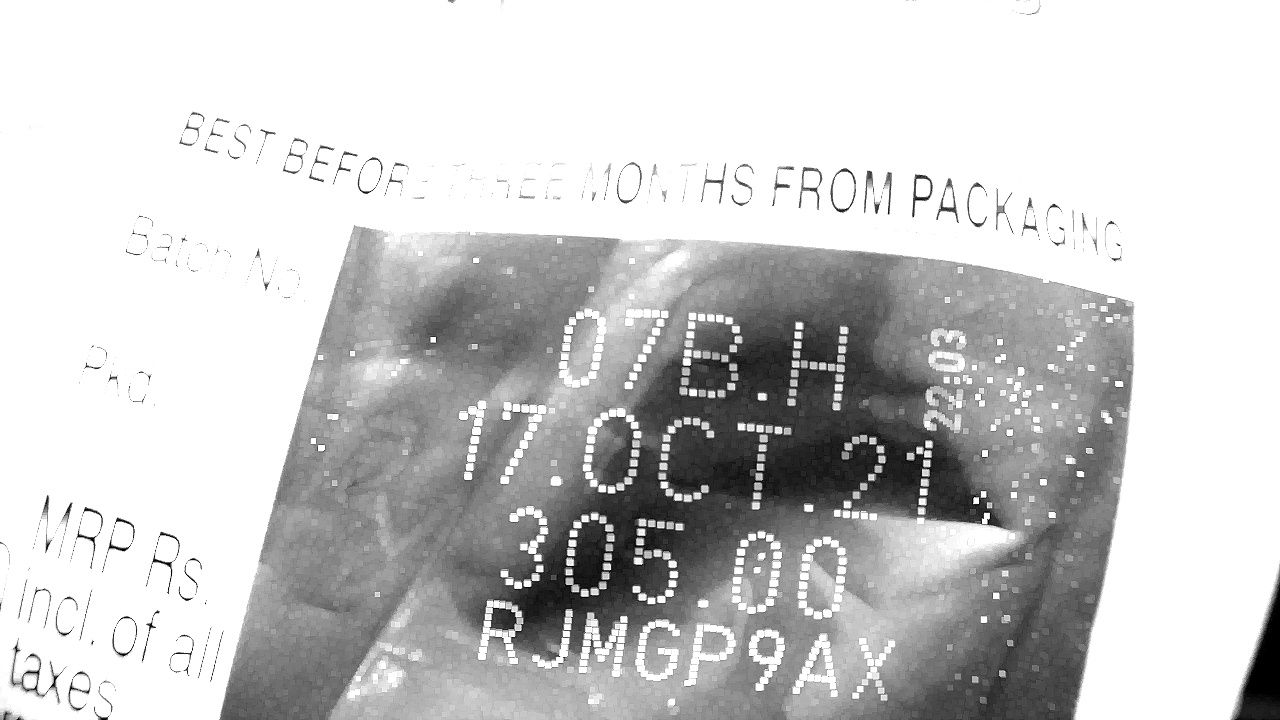 BEST BEFORE THREE MONTHS FROM PACKAGING
Batch No.
07B.H
22:03
Pkd.
17.OCT.21
MRP Rs.
305.00
incl. of all
RJMGP9AX
taxes